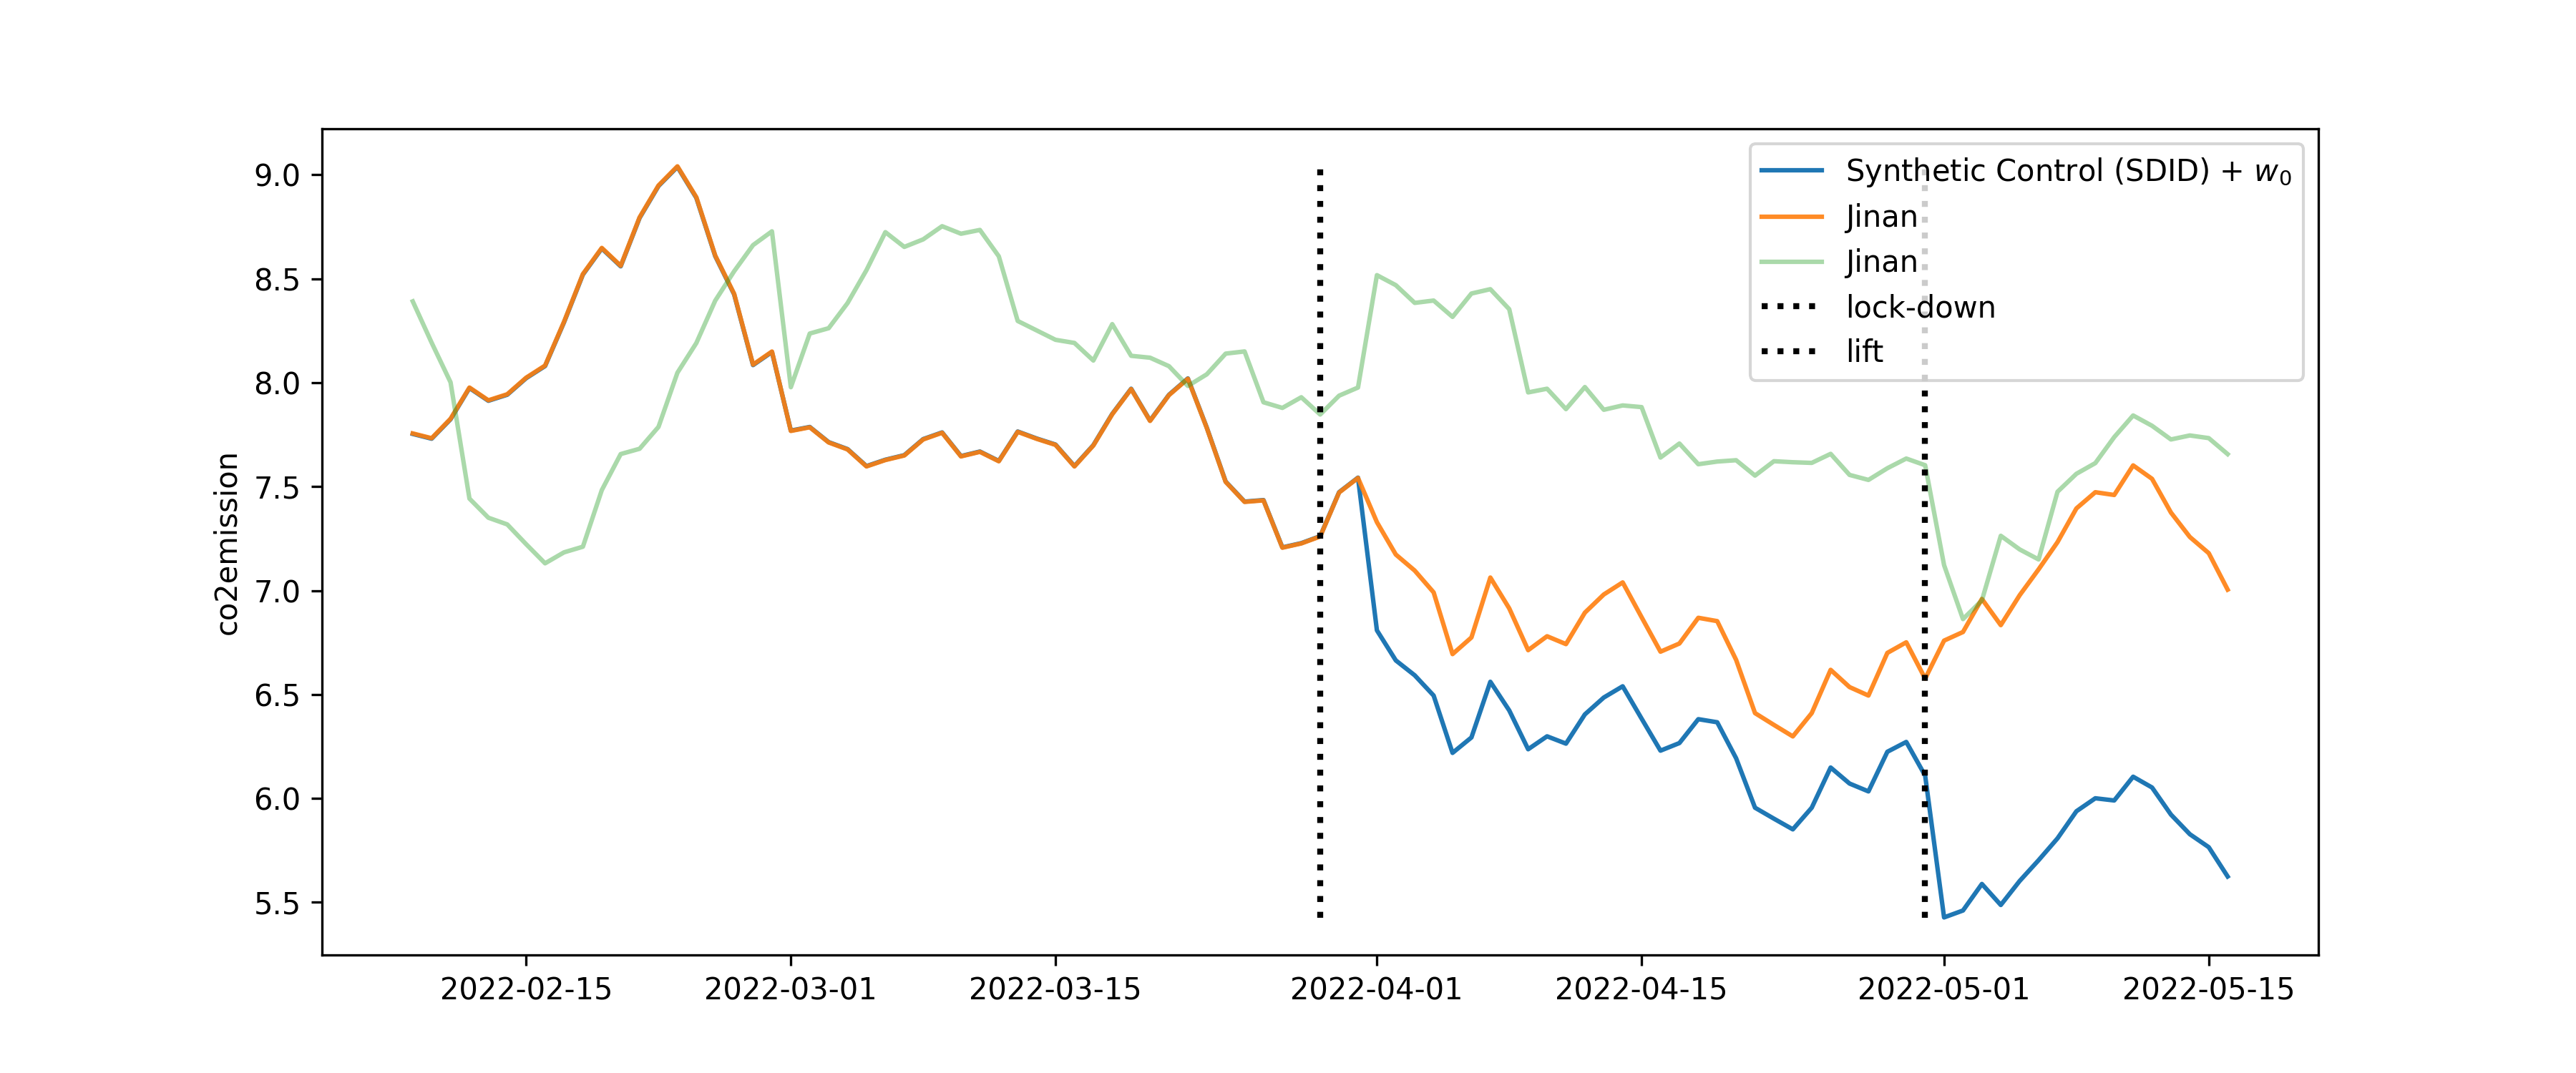 Synthetic Control (SDID) + w₀
Jinan
Jinan
lock-down
lift
co2emission
9.0
8.5
8.0
7.5
7.0
6.5
6.0
5.5
2022-02-15 2022-03-01 2022-03-15 2022-04-01 2022-04-15 2022-05-01 2022-05-15